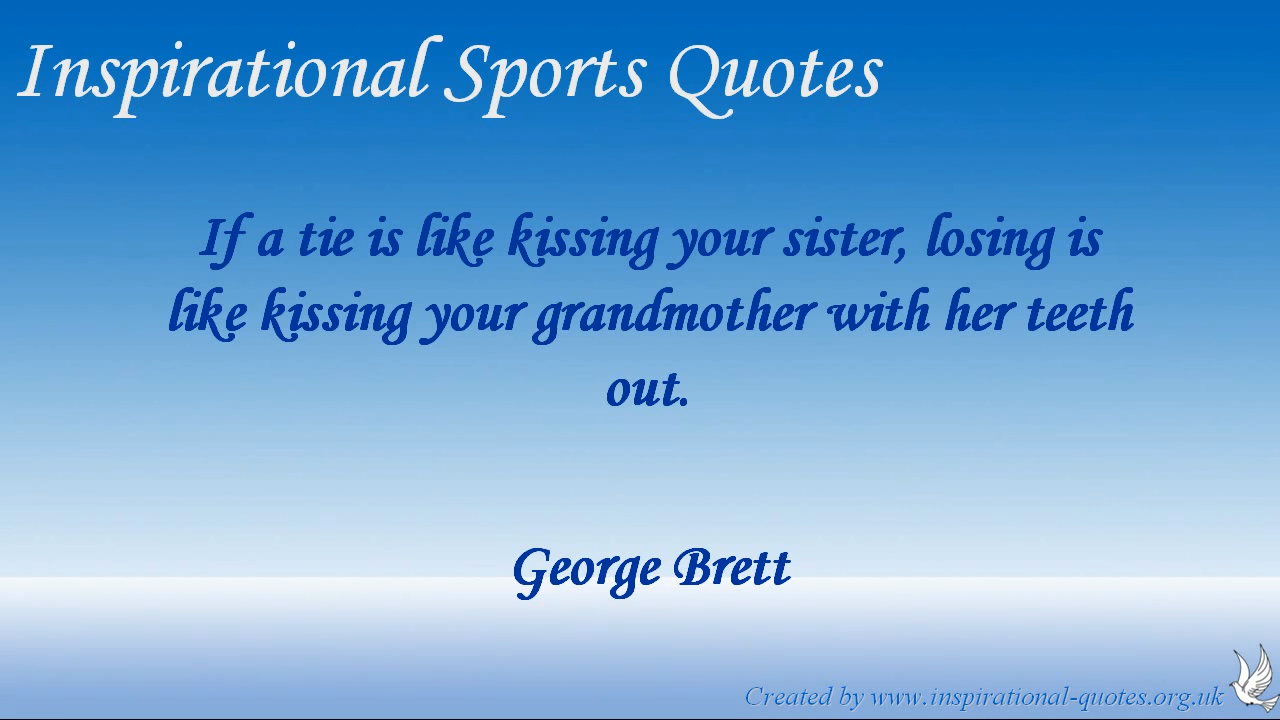 Inspirational Sports Quotes
If a tie is like kissing your sister, losing is
like kissing your grandmother with her teeth
out.
George Brett
Created by www.inspirational-quotes.org.uk